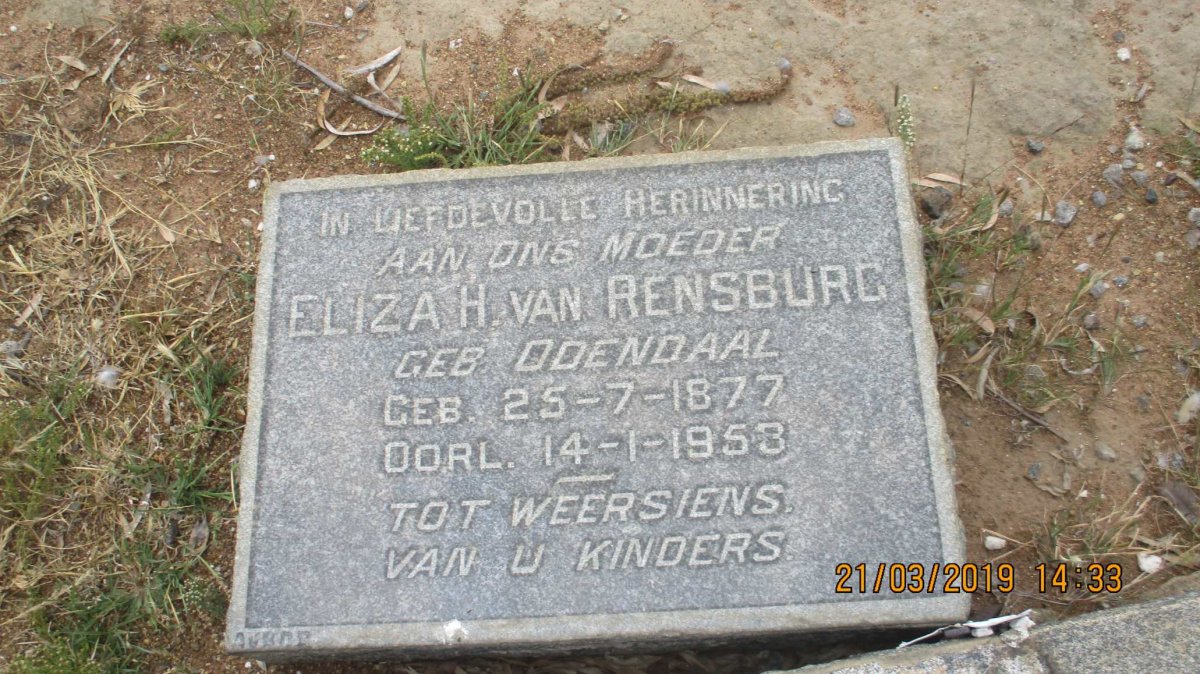 IN LIEFDEVOLLE HERINNERING
AAN ONS MOEDER
ELIZA H. VAN RENSBURG
GEB ODENDAAL
GEB. 25-7-1877
OORL. 14-1-1953
TOT WEERSIENS.
VAN U KINDERS.
21/03/2019 14:33